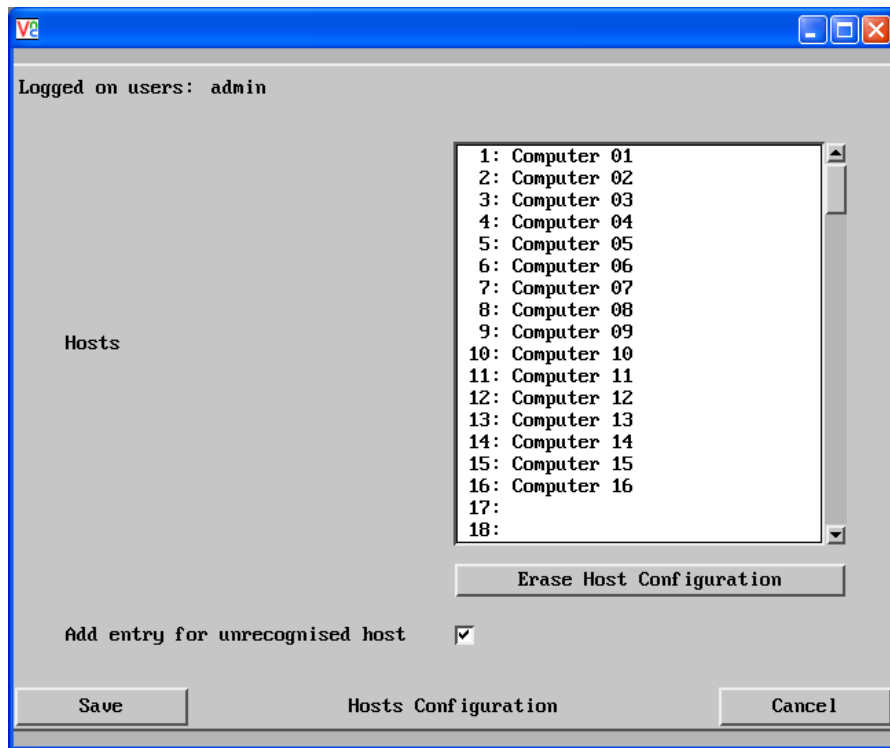 VNC
Logged on users: admin
1: Computer 01
2: Computer 02
3: Computer 03
4: Computer 04
5: Computer 05
6: Computer 06
7: Computer 07
8: Computer 08
9: Computer 09
Hosts
10: Computer 10
11: Computer 11
12: Computer 12
13: Computer 13
14: Computer 14
15: Computer 15
16: Computer 16
17:
18:
Erase Host Configuration
Add entry for unrecognised host
Save Hosts Configuration Cancel